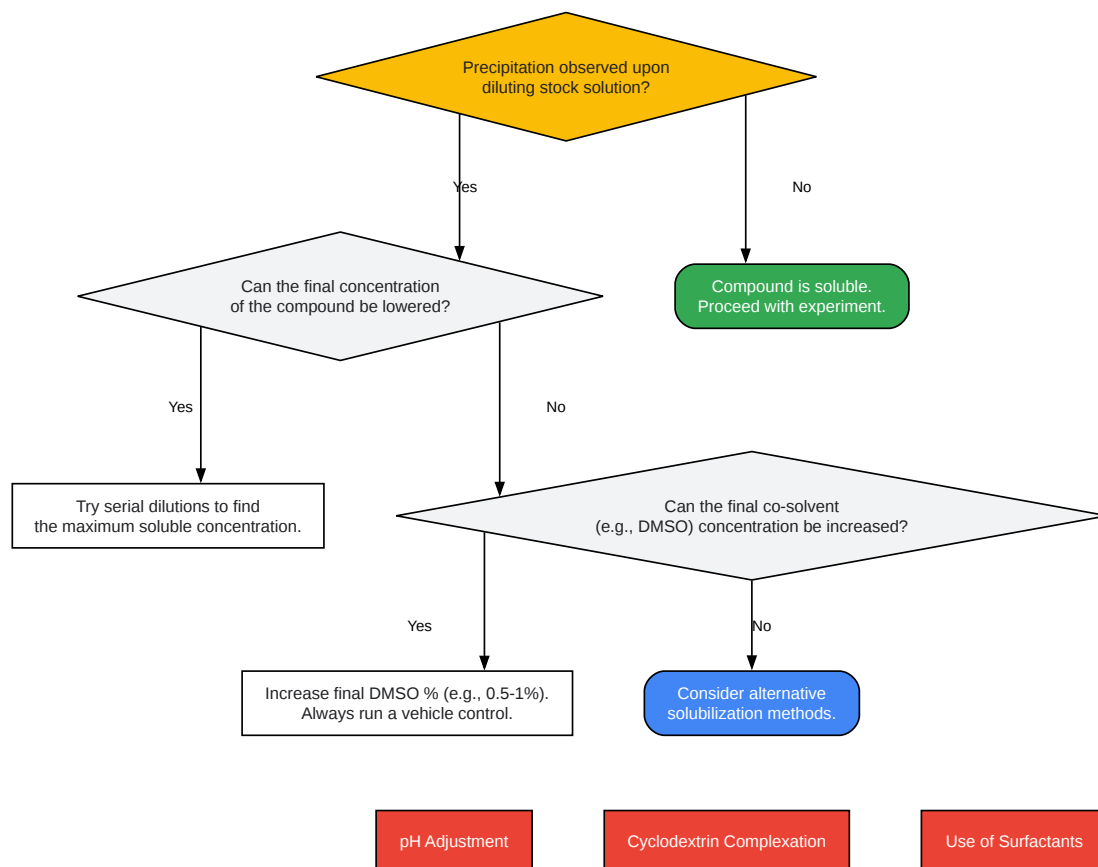 Precipitation observed upon
diluting stock solution?
Yes
No
Can the final concentration
of the compound be lowered?
Compound is soluble.
Proceed with experiment.
Yes
No
Try serial dilutions to find
the maximum soluble concentration.
Can the final co-solvent
(e.g., DMSO) concentration be increased?
Yes
No
Increase final DMSO % (e.g., 0.5-1%).
Always run a vehicle control.
Consider alternative
solubilization methods.
pH Adjustment
Cyclodextrin Complexation
Use of Surfactants